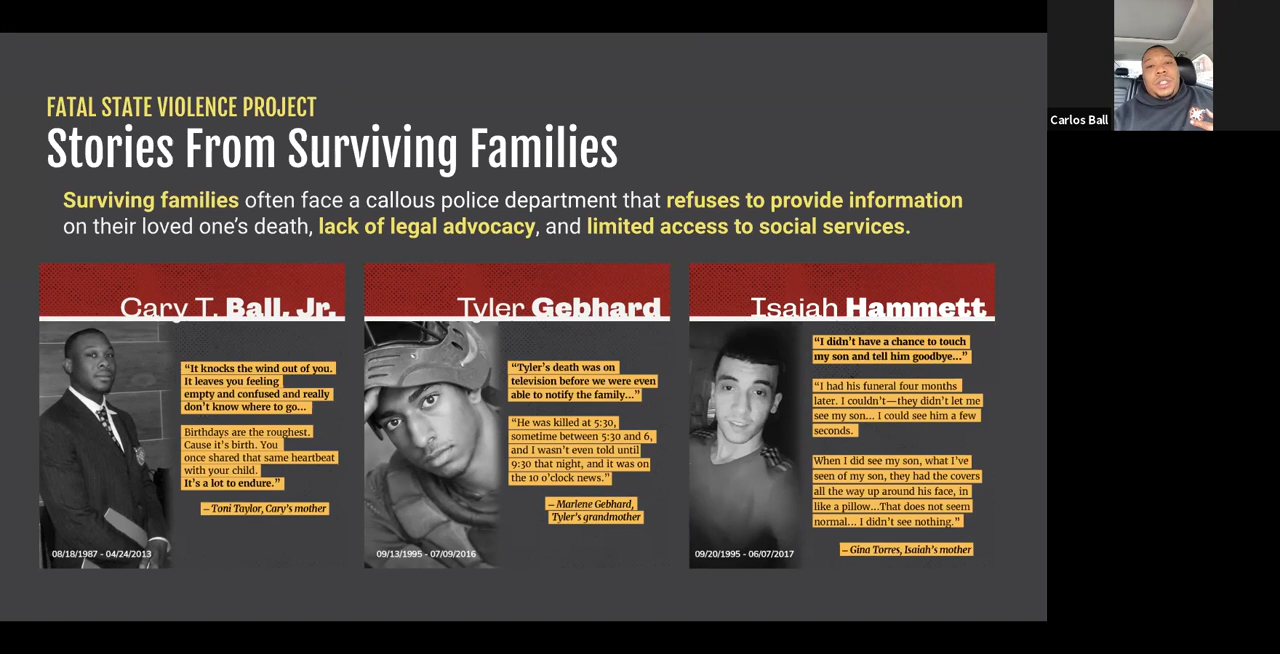 FATAL STATE VIOLENCE PROJECT
Stories From Surviving Families
Surviving families often face a callous police department that refuses to provide information
on their loved one’s death, lack of legal advocacy, and limited access to social services.
Cary T. Ball, Jr.
“It knocks the wind out of you.
It leaves you feeling
empty and confused and really
don’t know where to go...
Birthdays are the roughest.
Cause it’s birth. You
once shared that same heartbeat
with your child.
It’s a lot to endure.”
– Toni Taylor, Cary’s mother
08/18/1987 - 04/24/2013
Tyler Gebhard
“Tyler’s death was on
television before we were even
able to notify the family...”
“He was killed at 5:30,
sometime between 5:30 and 6,
and I wasn’t even told until
9:30 that night, and it was on
the 10 o’clock news.”
– Marlene Gebhard,
Tyler’s grandmother
09/13/1995 - 07/09/2016
Isaiah Hammett
“I didn’t have a chance to touch
my son and tell him goodbye...”
“I had his funeral four months
later. I couldn’t—they didn’t let me
see my son... I could see him a few
seconds.
When I did see my son, what I’ve
seen of my son, they had the covers
all the way up around his face, in
like a pillow...That does not seem
normal... I didn’t see nothing.”
– Gina Torres, Isaiah’s mother
09/20/1995 - 06/07/2017
Carlos Ball